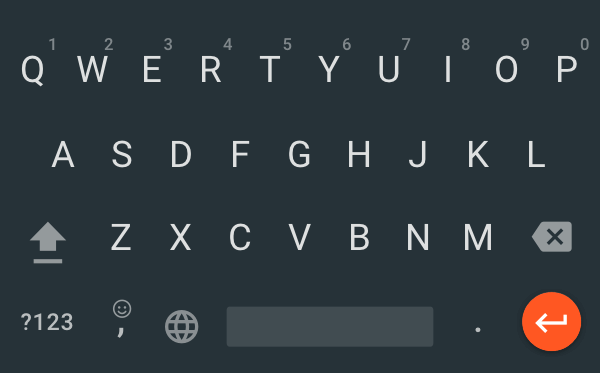 1 2 3 4 5 6 7 8 9 0
Q W E R T Y U I O P
A S D F G H J K L
Z X C V B N M
?123 , .